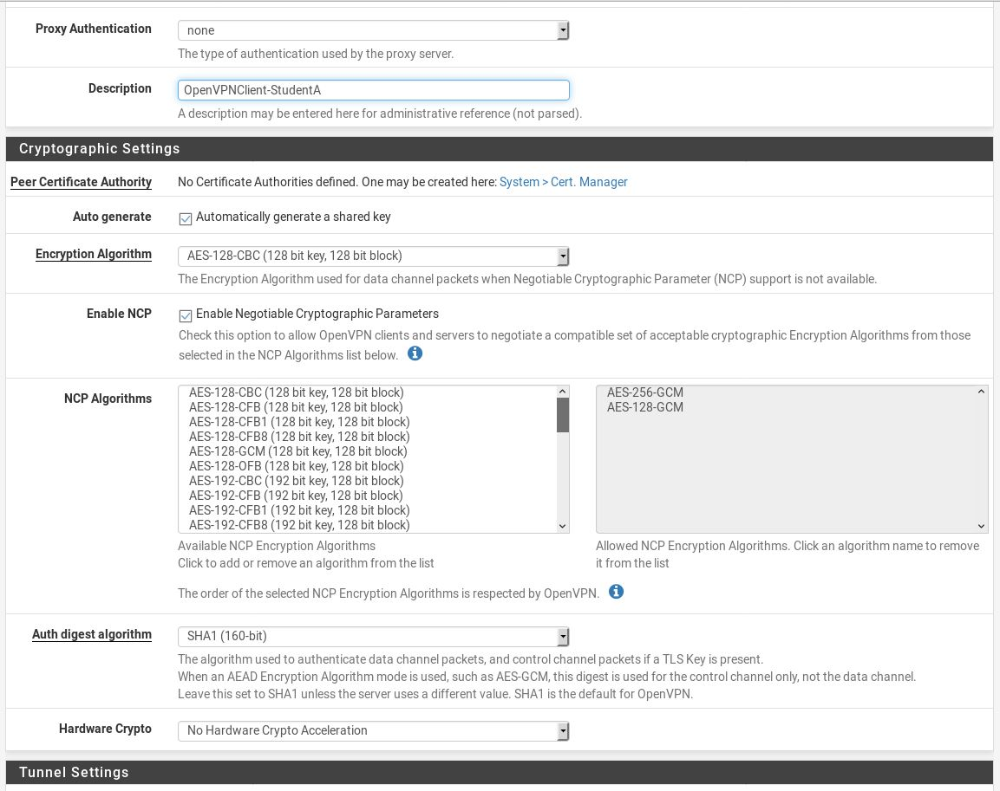 Proxy Authentication
none
The type of authentication used by the proxy server.
Description
OpenVPNClient-StudentA
A description may be entered here for administrative reference (not parsed).
Cryptographic Settings
Peer Certificate Authority
No Certificate Authorities defined. One may be created here: System > Cert. Manager
Auto generate
Automatically generate a shared key
Encryption Algorithm
AES-128-CBC (128 bit key, 128 bit block)
The Encryption Algorithm used for data channel packets when Negotiable Cryptographic Parameter (NCP) support is not available.
Enable NCP
Enable Negotiable Cryptographic Parameters
Check this option to allow OpenVPN clients and servers to negotiate a compatible set of acceptable cryptographic Encryption Algorithms from those
selected in the NCP Algorithms list below.
NCP Algorithms
AES-128-CBC (128 bit key, 128 bit block)
AES-128-CFB (128 bit key, 128 bit block)
AES-128-CFB1 (128 bit key, 128 bit block)
AES-128-CFB8 (128 bit key, 128 bit block)
AES-128-GCM (128 bit key, 128 bit block)
AES-128-OFB (128 bit key, 128 bit block)
AES-192-CBC (192 bit key, 128 bit block)
AES-192-CFB (192 bit key, 128 bit block)
AES-192-CFB1 (192 bit key, 128 bit block)
AES-192-CFB8 (192 bit key, 128 bit block)
Available NCP Encryption Algorithms
Click to add or remove an algorithm from the list
AES-256-GCM
AES-128-GCM
Allowed NCP Encryption Algorithms. Click an algorithm name to remove
it from the list
The order of the selected NCP Encryption Algorithms is respected by OpenVPN.
Auth digest algorithm
SHA1 (160-bit)
The algorithm used to authenticate data channel packets, and control channel packets if a TLS Key is present.
When an AEAD Encryption Algorithm mode is used, such as AES-GCM, this digest is used for the control channel only, not the data channel.
Leave this set to SHA1 unless the server uses a different value. SHA1 is the default for OpenVPN.
Hardware Crypto
No Hardware Crypto Acceleration
Tunnel Settings